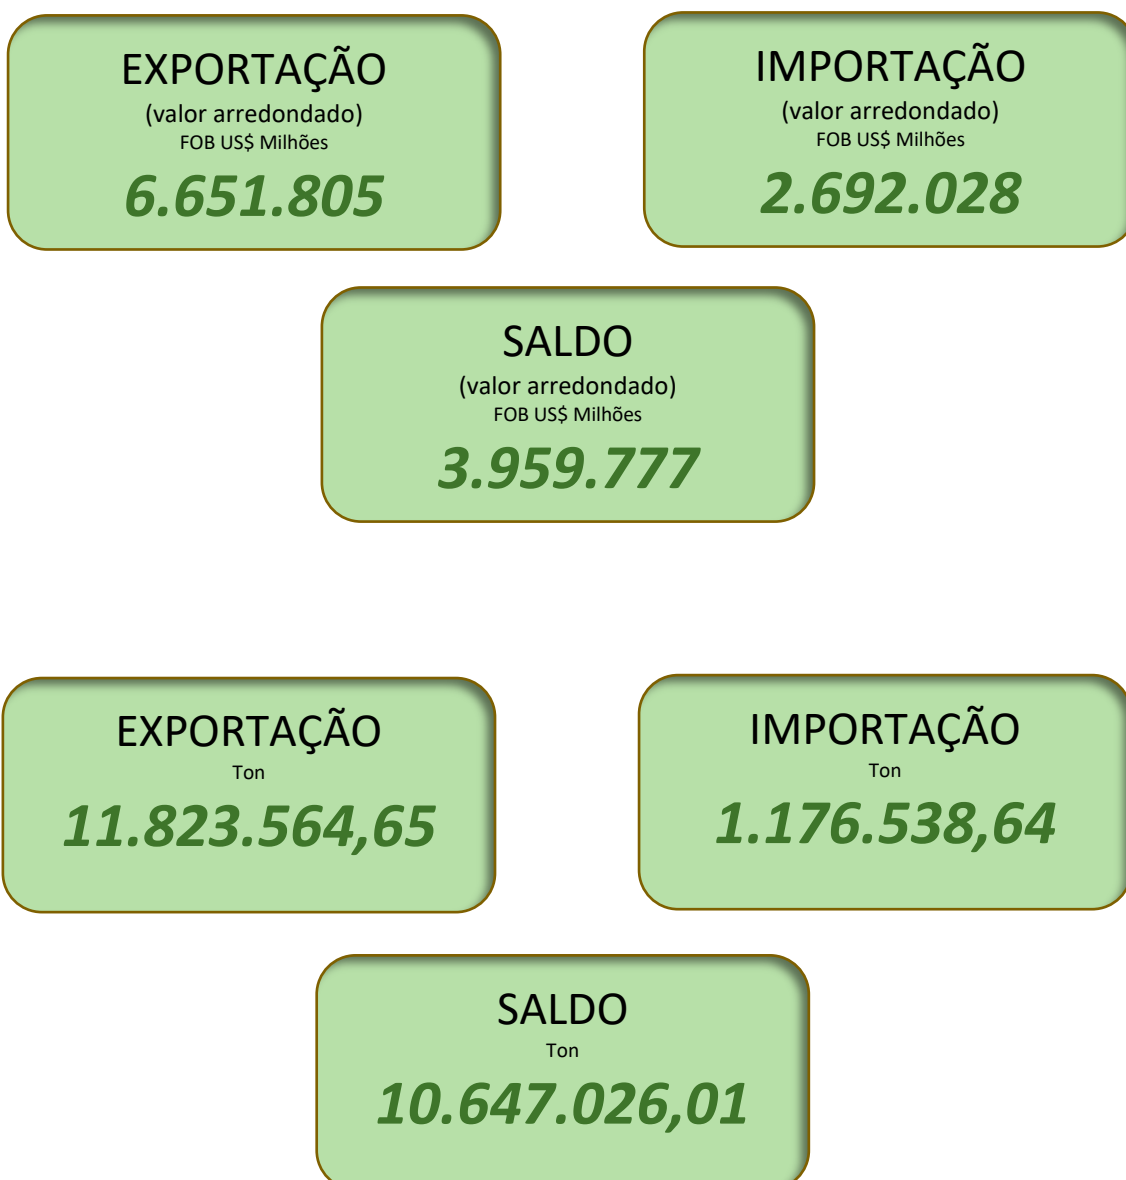 EXPORTAÇÃO
(valor arredondado)
FOB US$ Milhões
6.651.805
IMPORTAÇÃO
(valor arredondado)
FOB US$ Milhões
2.692.028
SALDO
(valor arredondado)
FOB US$ Milhões
3.959.777
EXPORTAÇÃO
Ton
11.823.564,65
IMPORTAÇÃO
Ton
1.176.538,64
SALDO
Ton
10.647.026,01